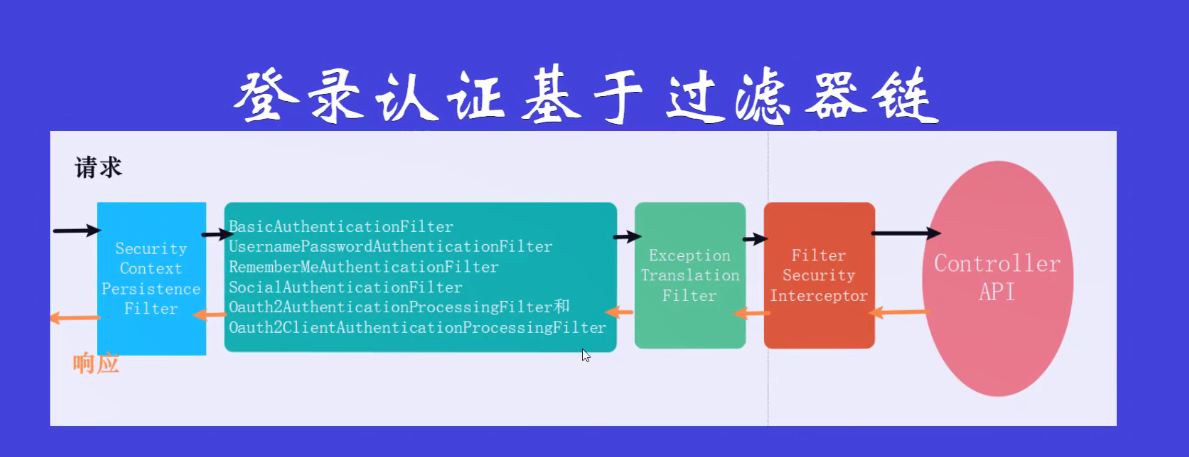 登录认证基于过滤器链
请求
Security
Context
Persistence
Filter
BasicAuthenticationFilter
UsernamePasswordAuthenticationFilter
RememberMeAuthenticationFilter
SocialAuthenticationFilter
Oauth2AuthenticationProcessingFilter和
Oauth2ClientAuthenticationProcessingFilter
Exception
Translation
Filter
Filter
Security
Interceptor
Controller
API
响应